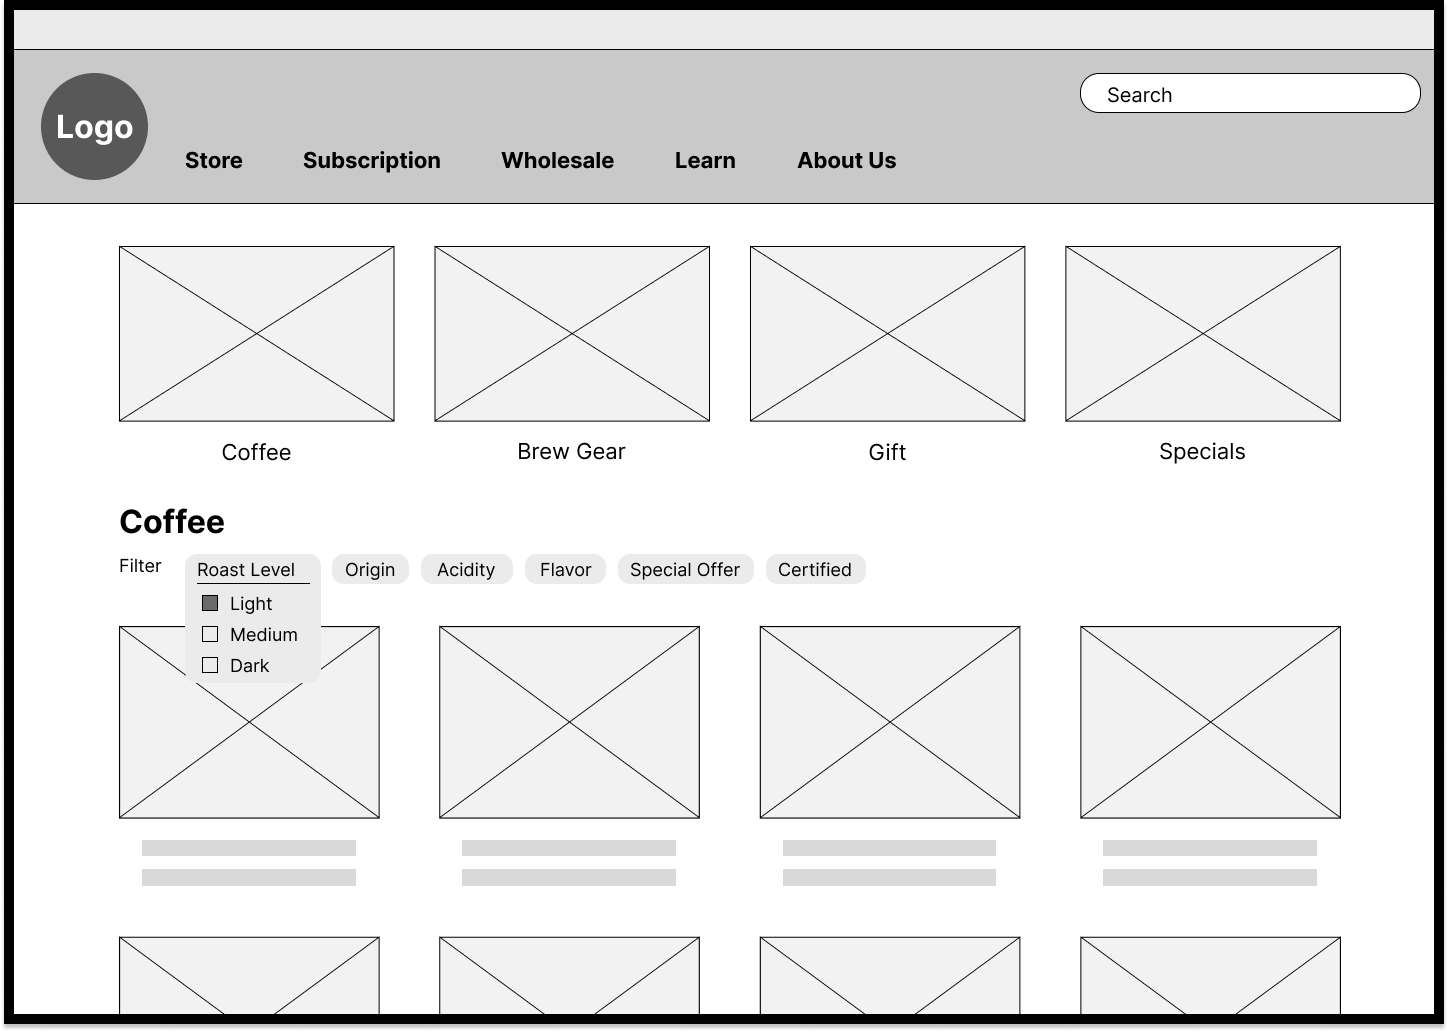 Search
Logo
Store Subscription Wholesale Learn About Us
Coffee Brew Gear Gift Specials
Coffee
Filter Roast Level Origin Acidity Flavor Special Offer Certified
Light
Medium
Dark